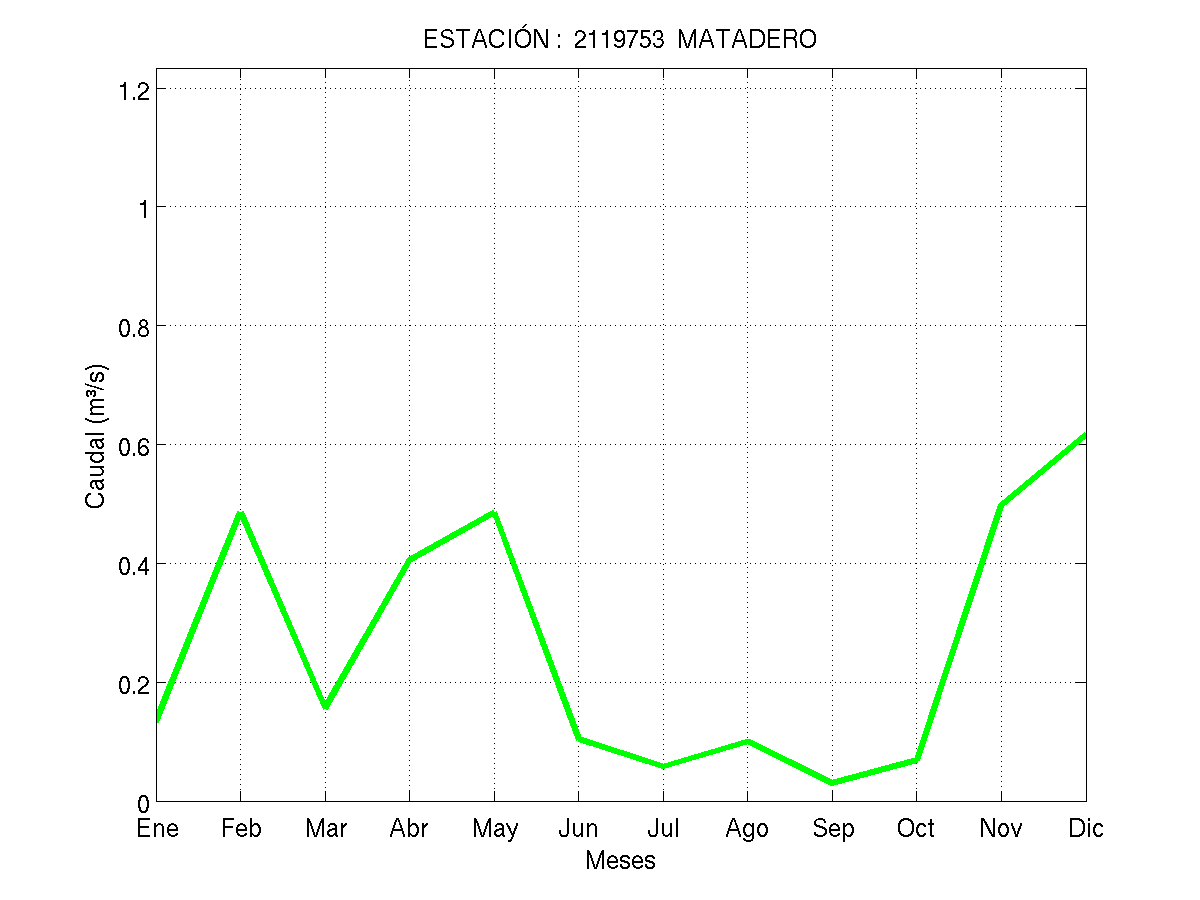 ESTACIÓN : 2119753 MATADERO
1.2
1
0.8
0.6
0.4
0.2
0
Caudal (m³/s)
Ene Feb Mar Abr May Jun Jul Ago Sep Oct Nov Dic
Meses